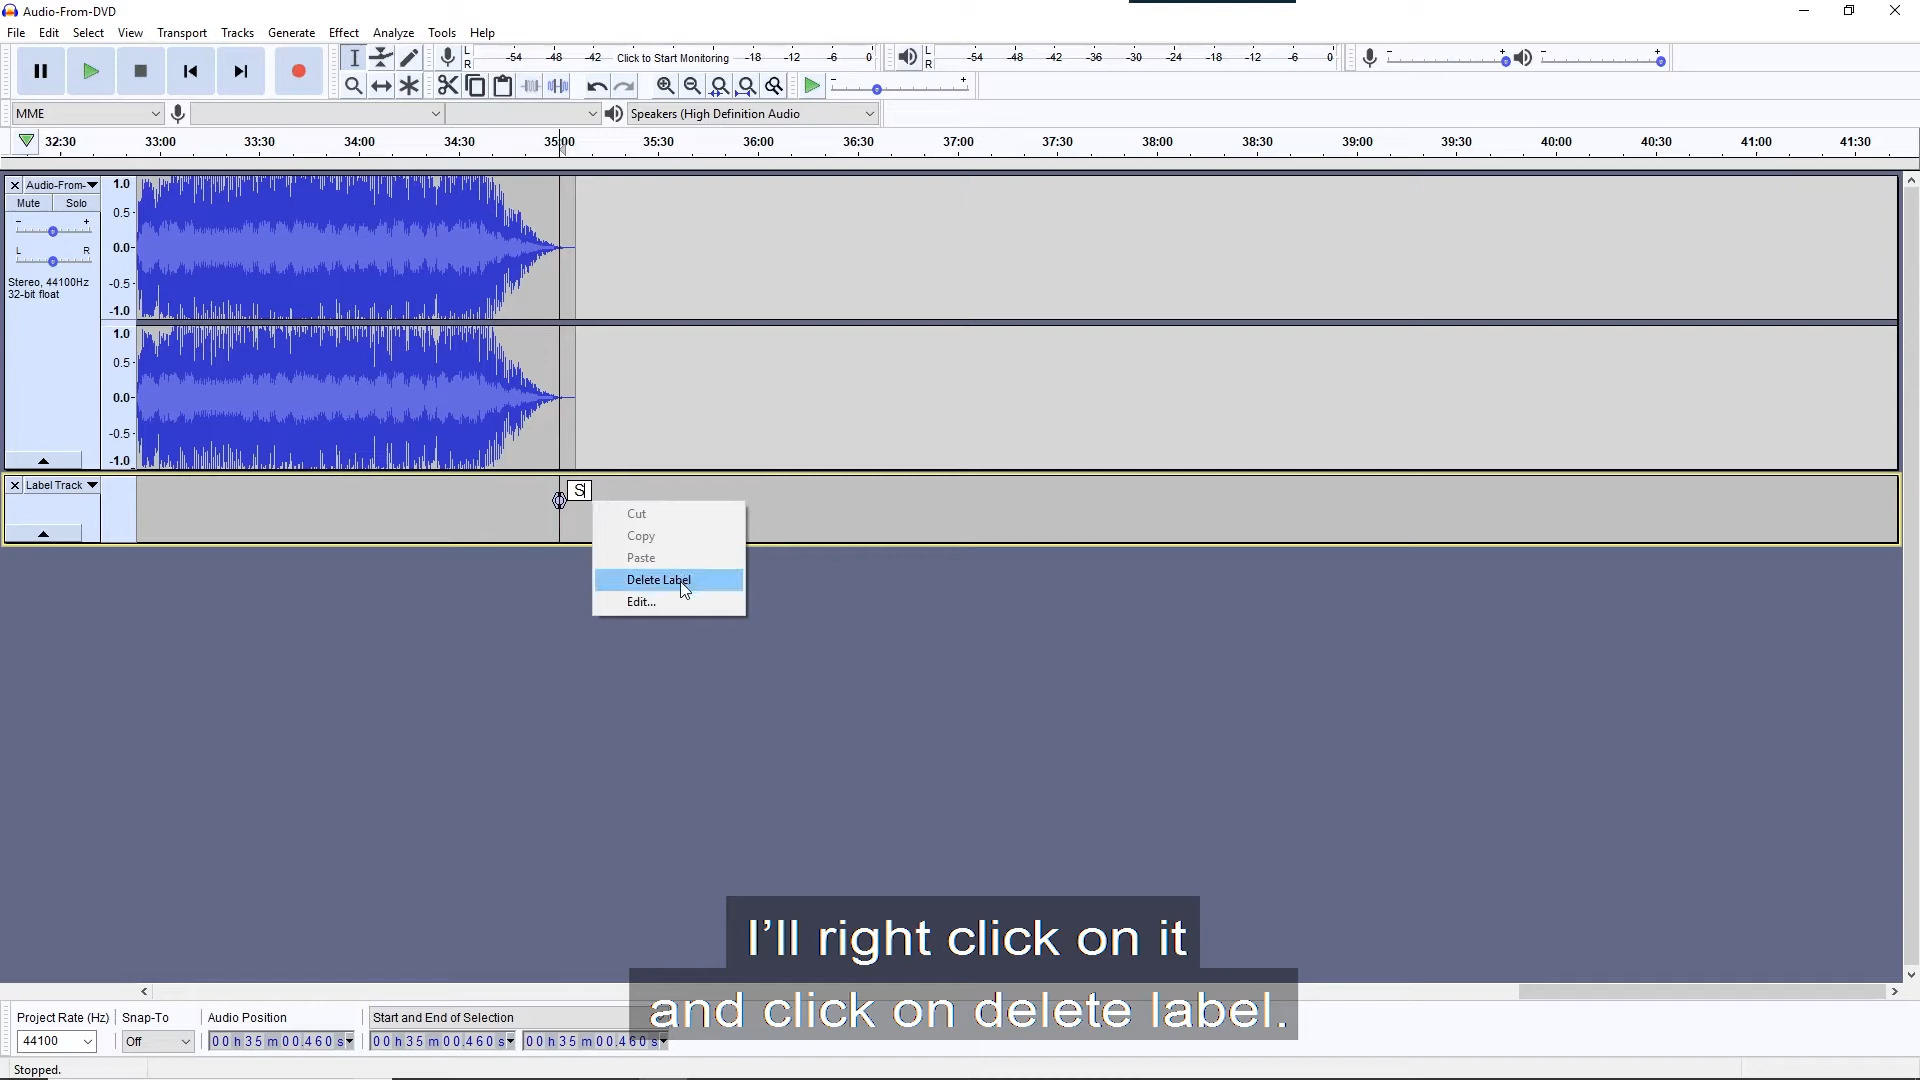 Audio-From-DVD
File Edit Select View Transport Tracks Generate Effect Analyze Tools Help
L
R
-54 -48 -42 Click to Start Monitoring -18 -12 -6 0
L
R
-54 -48 -42 -36 -30 -24 -18 -12 -6 0
- +
- +
- +
MME
Speakers (High Definition Audio
32:30 33:00 33:30 34:00 34:30 35:00 35:30 36:00 36:30 37:00 37:30 38:00 38:30 39:00 39:30 40:00 40:30 41:00 41:30
Audio-From-
Mute Solo
- +
L R
Stereo, 44100Hz
32-bit float
1.0
0.5-
0.0-
-0.5-
-1.0
1.0
0.5-
0.0-
-0.5-
-1.0
Label Track
S
Cut
Copy
Paste
Delete Label
Edit...
I’ll right click on it
and click on delete label.
Project Rate (Hz) Snap-To Audio Position Start and End of Selection
44100 Off 00h35m00.460s 00h35m00.460s 00h35m00.460s
Stopped.